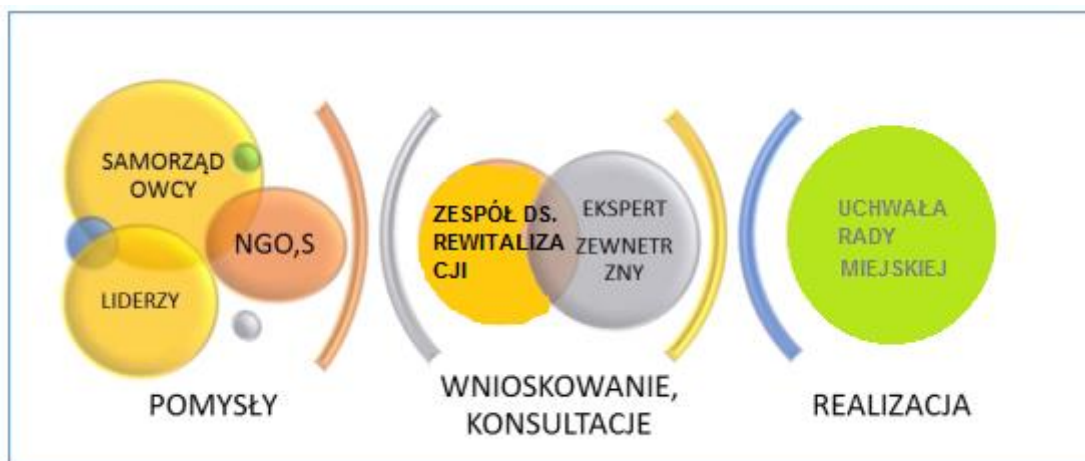 SAMORZĄD
OWCY
NGO,S
LIDERZY
POMYSŁY
ZESPÓŁ DS.
REWITALIZA
CJI
EKSPERT
ZEWNETR
ZNY
WNIOSKOWANIE,
KONSULTACJE
UCHWAŁA
RADY
MIEJSKIEJ
REALIZACJA